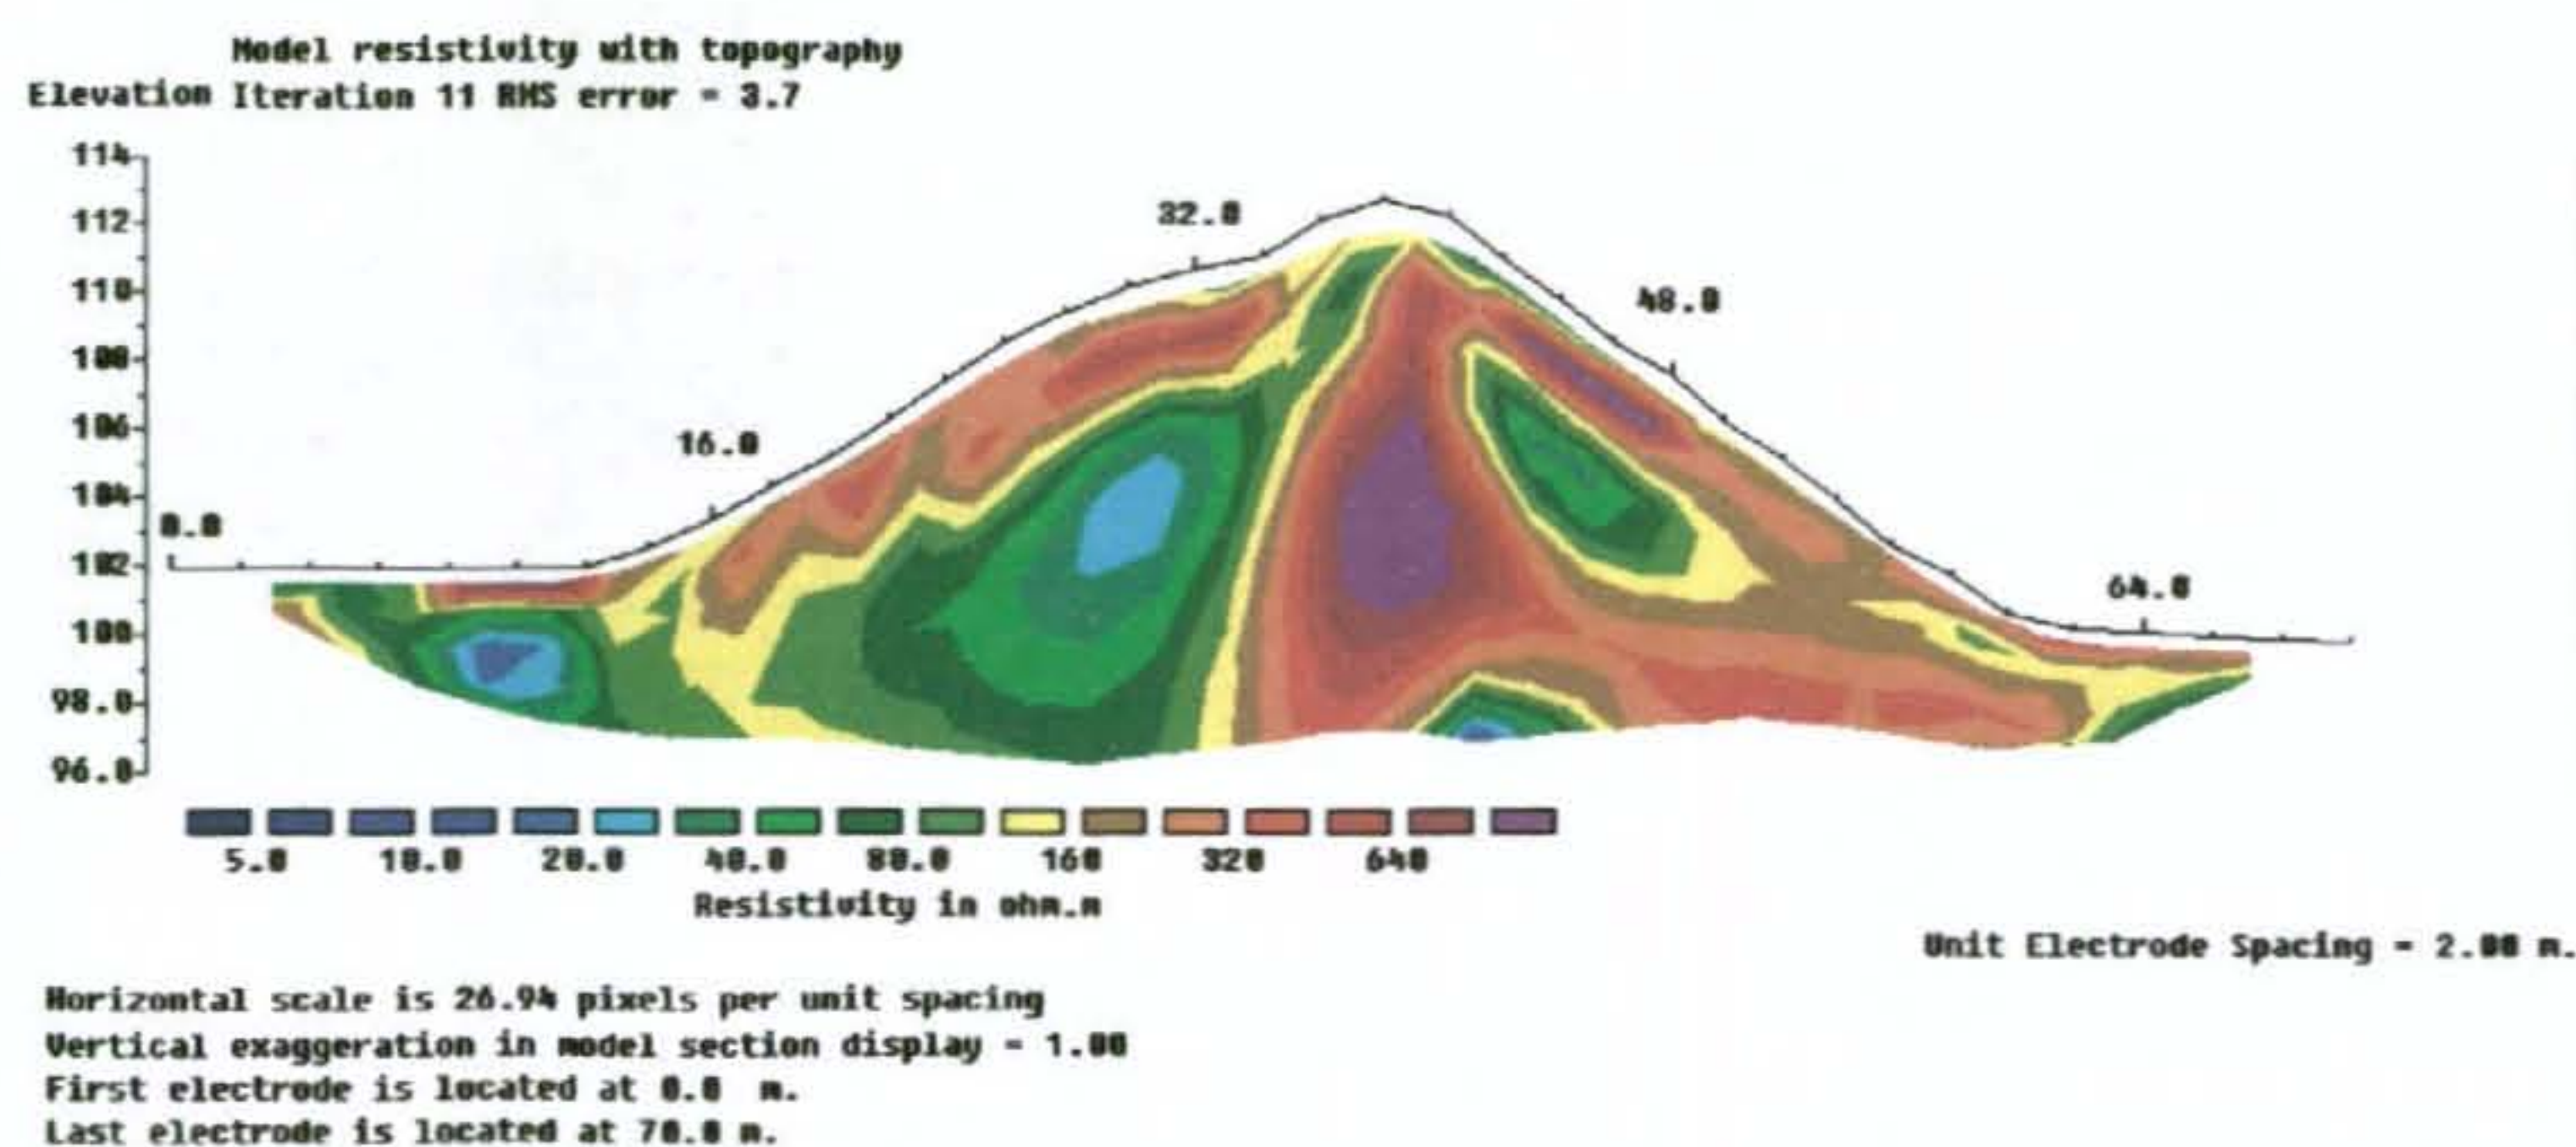 Model resistivity with topography
Elevation Iteration 11 RMS error = 3.7
114
112
110
108
106
104
102
100
98.0
96.0
0.0
16.0
32.0
48.0
64.0
5.0 10.0 20.0 40.0 80.0 160 320 640
Resistivity in ohm.m
Unit Electrode Spacing = 2.00 m.
Horizontal scale is 26.94 pixels per unit spacing
Vertical exaggeration in model section display = 1.00
First electrode is located at 0.0 m.
Last electrode is located at 70.0 m.